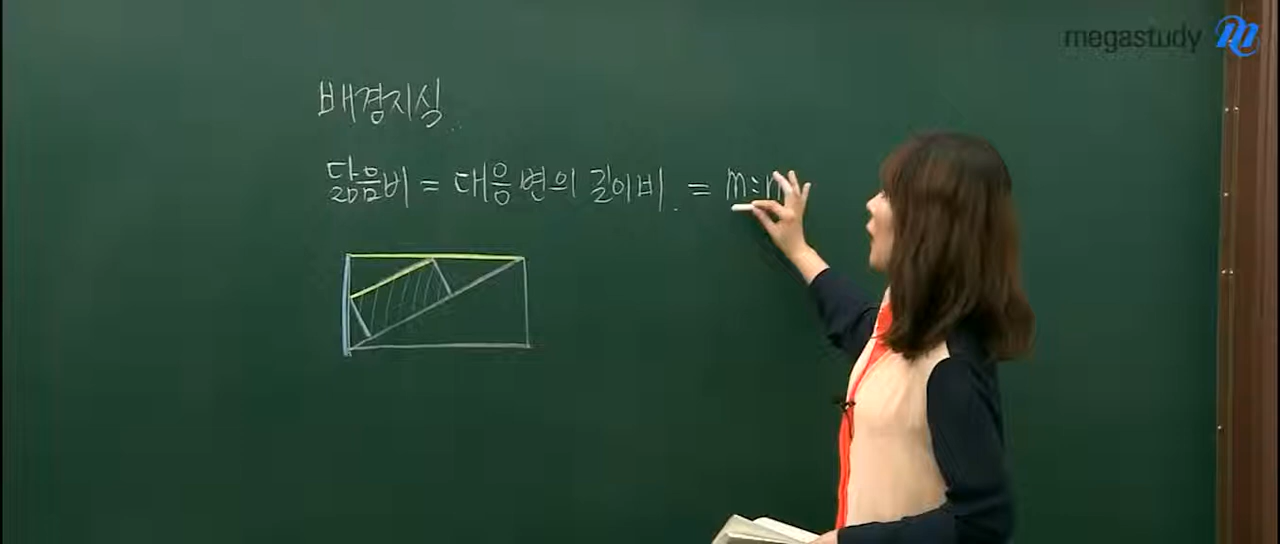 megastudy
배경지식
닮음비 = 대응변의 길이비 = m:n